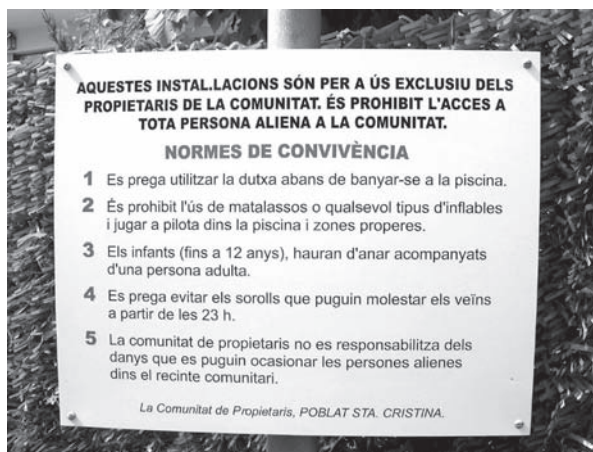 AQUESTES INSTAL.LACIONS SÓN PER A ÚS EXCLUSIU DELS
PROPIETARIS DE LA COMUNITAT. ÉS PROHIBIT L'ACCES A
TOTA PERSONA ALIENA A LA COMUNITAT.
NORMES DE CONVIVÈNCIA
1 Es prega utilitzar la dutxa abans de banyar-se a la piscina.
2 És prohibit l'ús de matalassos o qualsevol tipus d'inflables
i jugar a pilota dins la piscina i zones properes.
3 Els infants (fins a 12 anys), hauran d'anar acompanyats
d'una persona adulta.
4 Es prega evitar els sorolls que puguin molestar els veïns
a partir de les 23 h.
5 La comunitat de propietaris no es responsabilitza dels
danys que es puguin ocasionar les persones alienes
dins el recinte comunitari.
La Comunitat de Propietaris, POBLAT STA. CRISTINA.